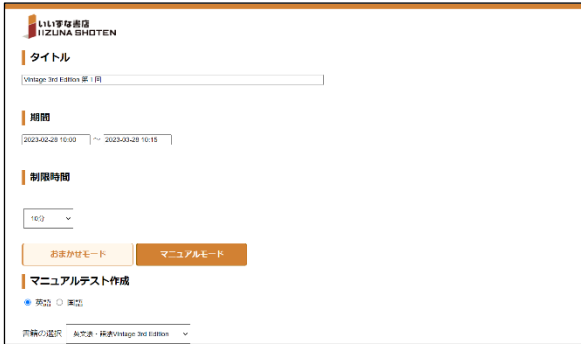 いいずな書店
IIZUNA SHOTEN
タイトル
Vintage 3rd Edition 第1回
期間
2023-02-28 10:00 ～ 2023-03-28 10:15
制限時間
10分
おまかせモード マニュアルモード
マニュアルテスト作成
英語 国語
書籍の選択 英文法・語法Vintage 3rd Edition